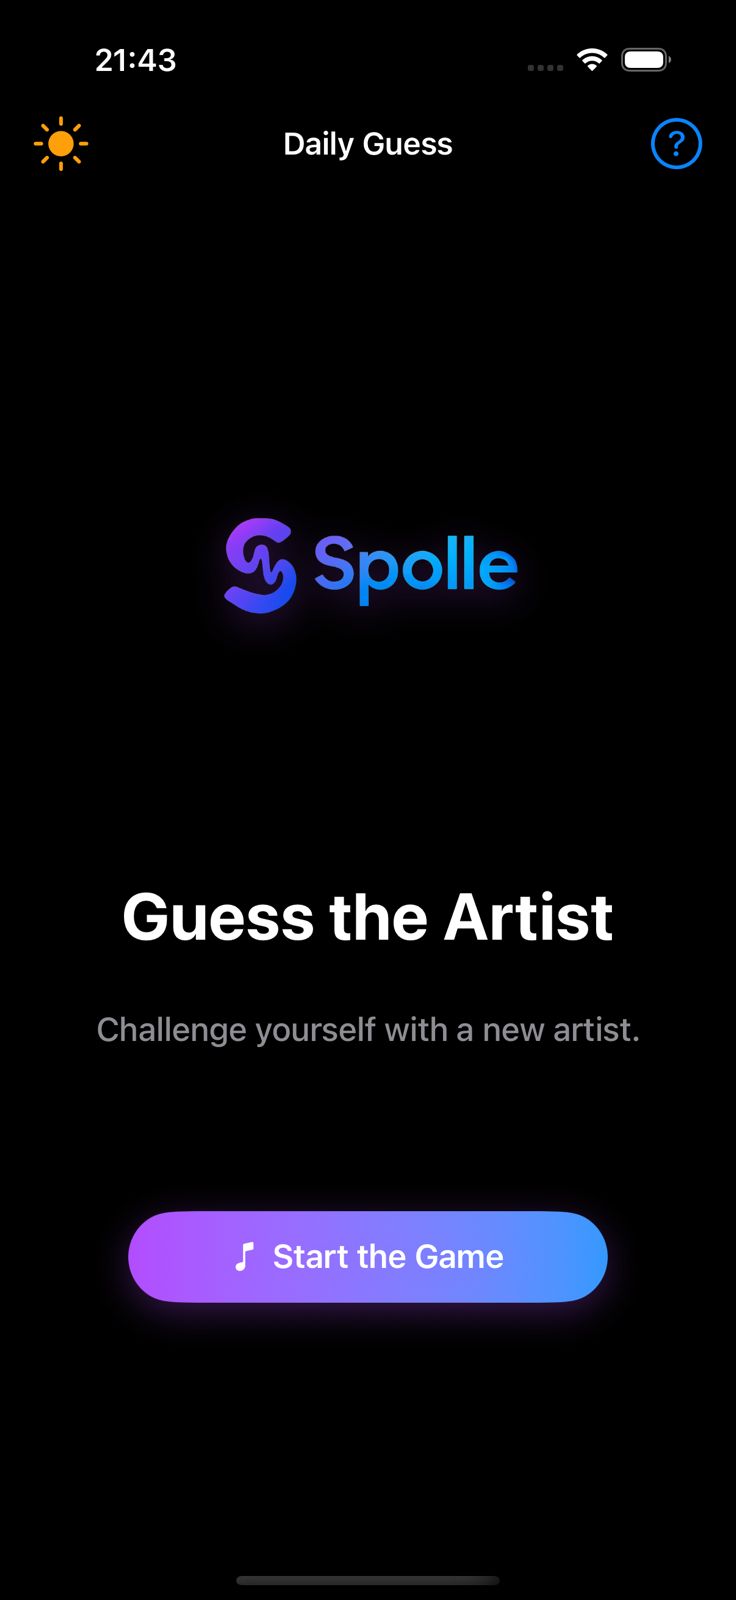 21:43
Daily Guess
?
Spolle
Guess the Artist
Challenge yourself with a new artist.
Start the Game